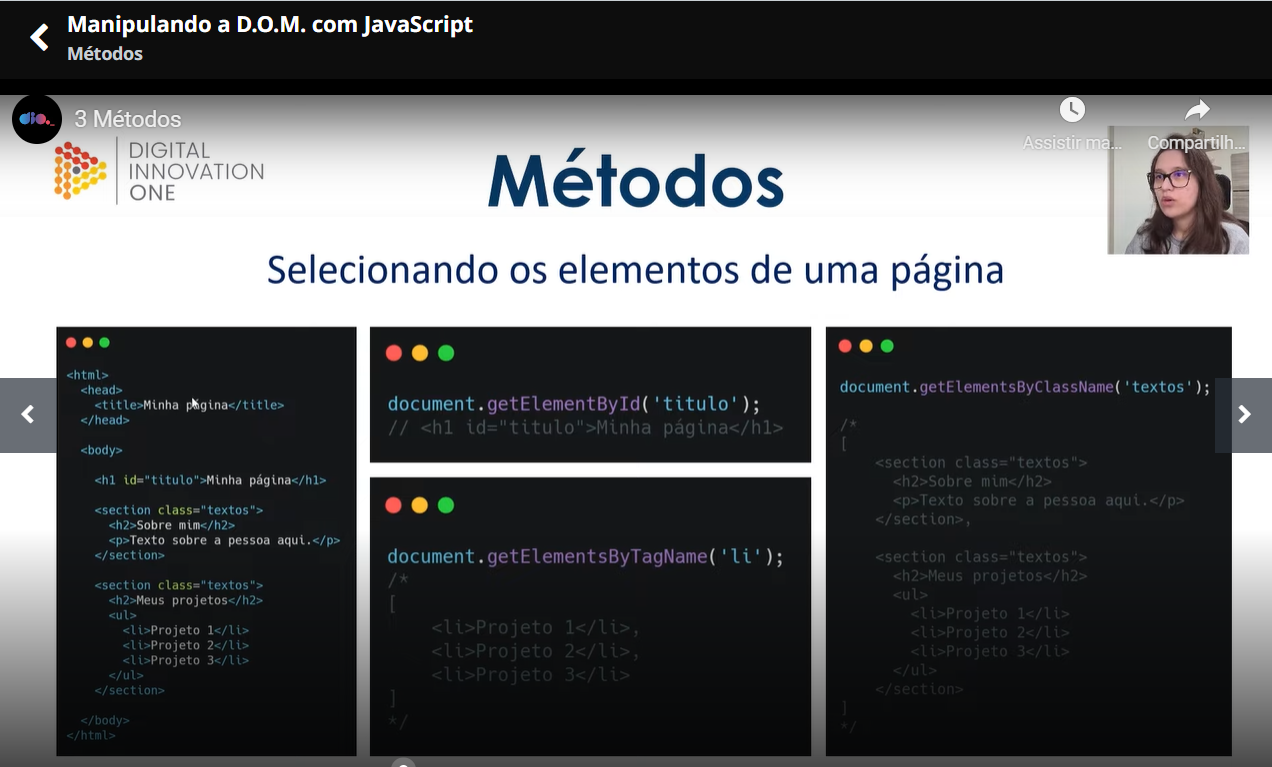 Manipulando a D.O.M. com JavaScript
Métodos
dio._
3 Métodos
Assistir ma...
Compartilh...
DIGITAL
INNOVATION
ONE
Métodos
Selecionando os elementos de uma página
<html>
<head>
<title>Minha página</title>
</head>
<body>
<h1 id="titulo">Minha página</h1>
<section class="textos">
<h2>Sobre mim</h2>
<p>Texto sobre a pessoa aqui.</p>
</section>
<section class="textos">
<h2>Meus projetos</h2>
<ul>
<li>Projeto 1</li>
<li>Projeto 2</li>
<li>Projeto 3</li>
</ul>
</section>
</body>
</html>
document.getElementById('titulo');
// <h1 id="titulo">Minha página</h1>
document.getElementsByTagName('li');
/*
[
<li>Projeto 1</li>,
<li>Projeto 2</li>,
<li>Projeto 3</li>
]
*/
document.getElementsByClassName('textos');
/*
[
<section class="textos">
<h2>Sobre mim</h2>
<p>Texto sobre a pessoa aqui.</p>
</section>,
<section class="textos">
<h2>Meus projetos</h2>
<ul>
<li>Projeto 1</li>
<li>Projeto 2</li>
<li>Projeto 3</li>
</ul>
</section>
]
*/